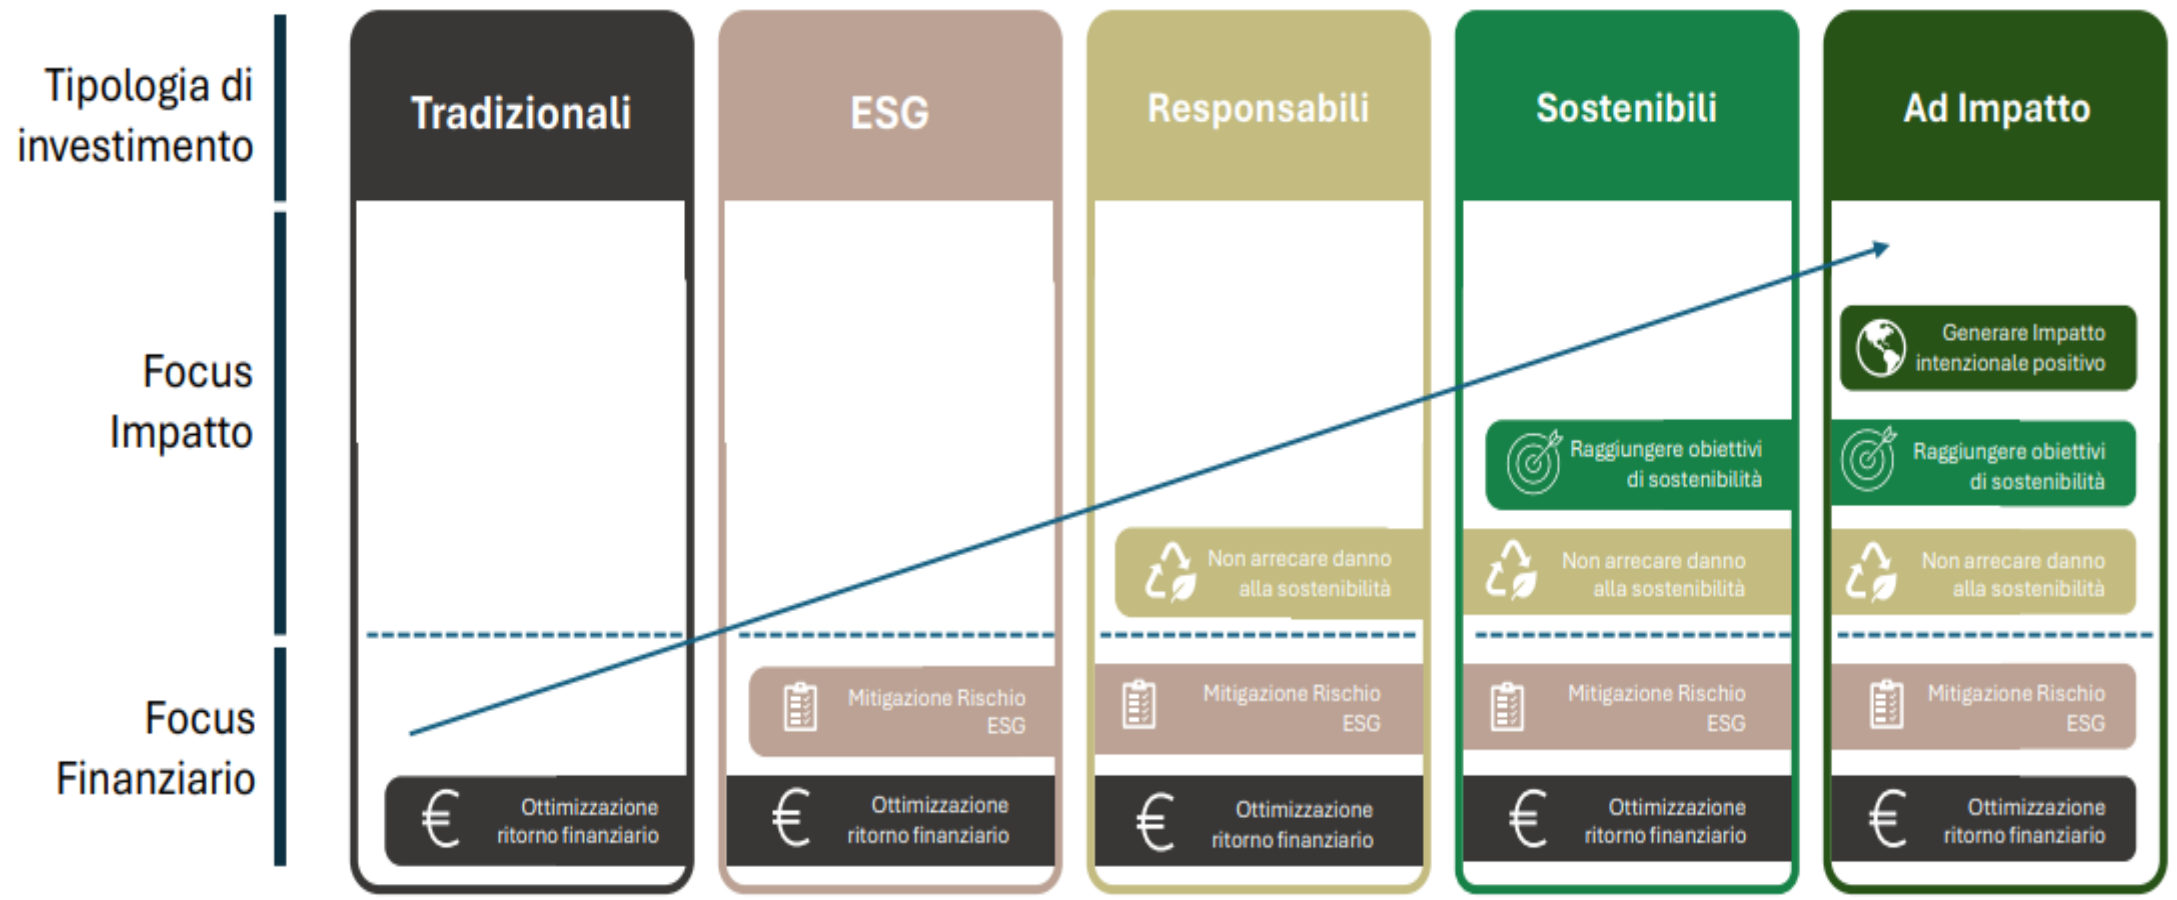 Tipologia di
investimento
Tradizionali
ESG
Responsabili
Sostenibili
Ad Impatto
Focus
Impatto
Generare Impatto
intenzionale positivo
Raggiungere obiettivi
di sostenibilità
Raggiungere obiettivi
di sostenibilità
Non arrecare danno
alla sostenibilità
Non arrecare danno
alla sostenibilità
Non arrecare danno
alla sostenibilità
Focus
Finanziario
Mitigazione Rischio
ESG
Mitigazione Rischio
ESG
Mitigazione Rischio
ESG
Mitigazione Rischio
ESG
€ Ottimizzazione
ritorno finanziario
€ Ottimizzazione
ritorno finanziario
€ Ottimizzazione
ritorno finanziario
€ Ottimizzazione
ritorno finanziario
€ Ottimizzazione
ritorno finanziario